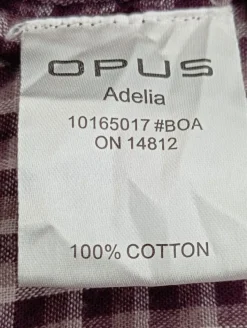 OPUS
Adelia
10165017 #BOA
ON 14812
100% COTTON